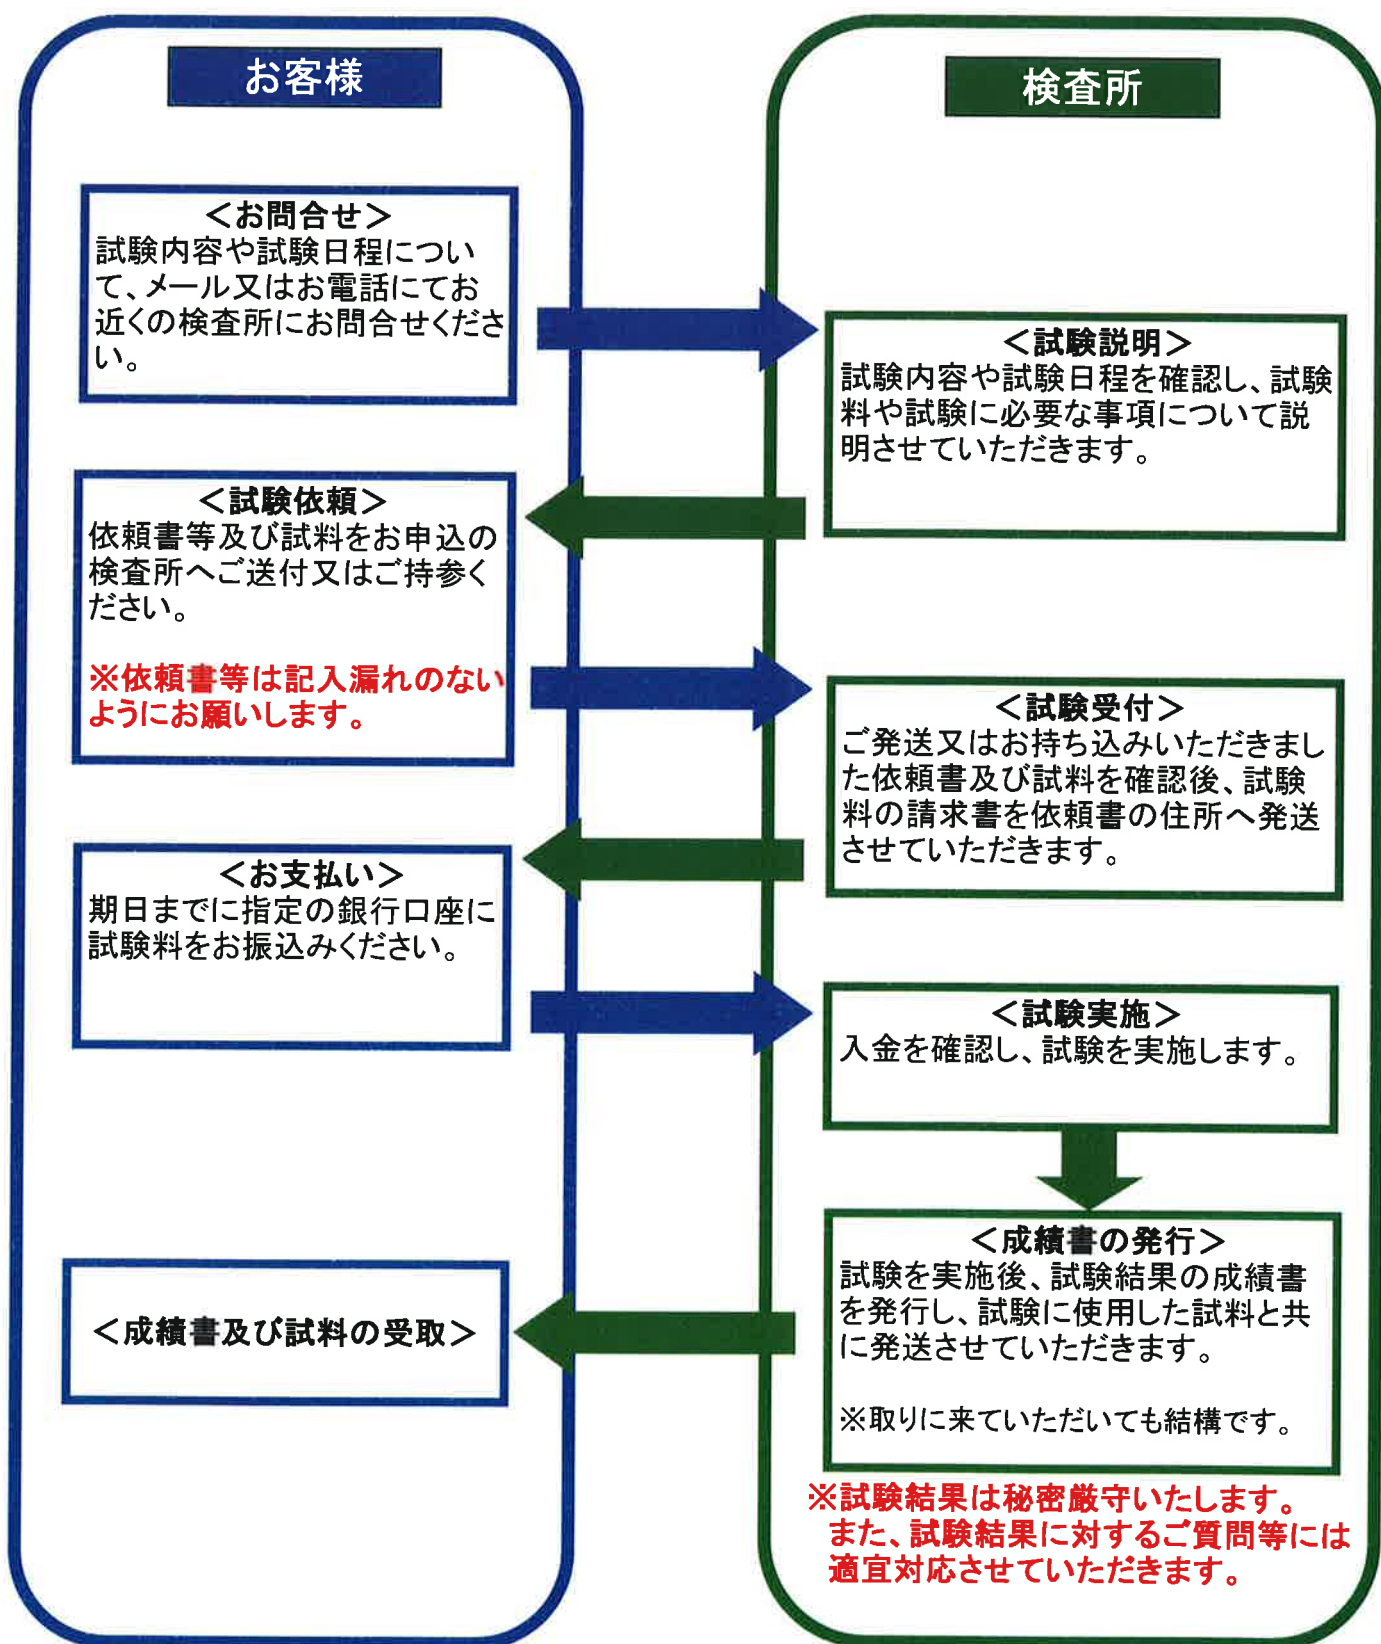 お客様
検査所
＜お問合せ＞
試験内容や試験日程につい
て、メール又はお電話にてお
近くの検査所にお問合せくださ
い。
＜試験説明＞
試験内容や試験日程を確認し、試験
料や試験に必要な事項について説
明させていただきます。
＜試験依頼＞
依頼書等及び試料をお申込の
検査所へご送付又はご持参く
ださい。
※依頼書等は記入漏れのない
ようにお願いします。
＜試験受付＞
ご発送又はお持ち込みいただきまし
た依頼書及び試料を確認後、試験
料の請求書を依頼書の住所へ発送
させていただきます。
＜お支払い＞
期日までに指定の銀行口座に
試験料をお振込みください。
＜試験実施＞
入金を確認し、試験を実施します。
＜成績書の発行＞
試験を実施後、試験結果の成績書
を発行し、試験に使用した試料と共
に発送させていただきます。
※取りに来ていただいても結構です。
＜成績書及び試料の受取＞
※試験結果は秘密厳守いたします。
また、試験結果に対するご質問等には
適宜対応させていただきます。